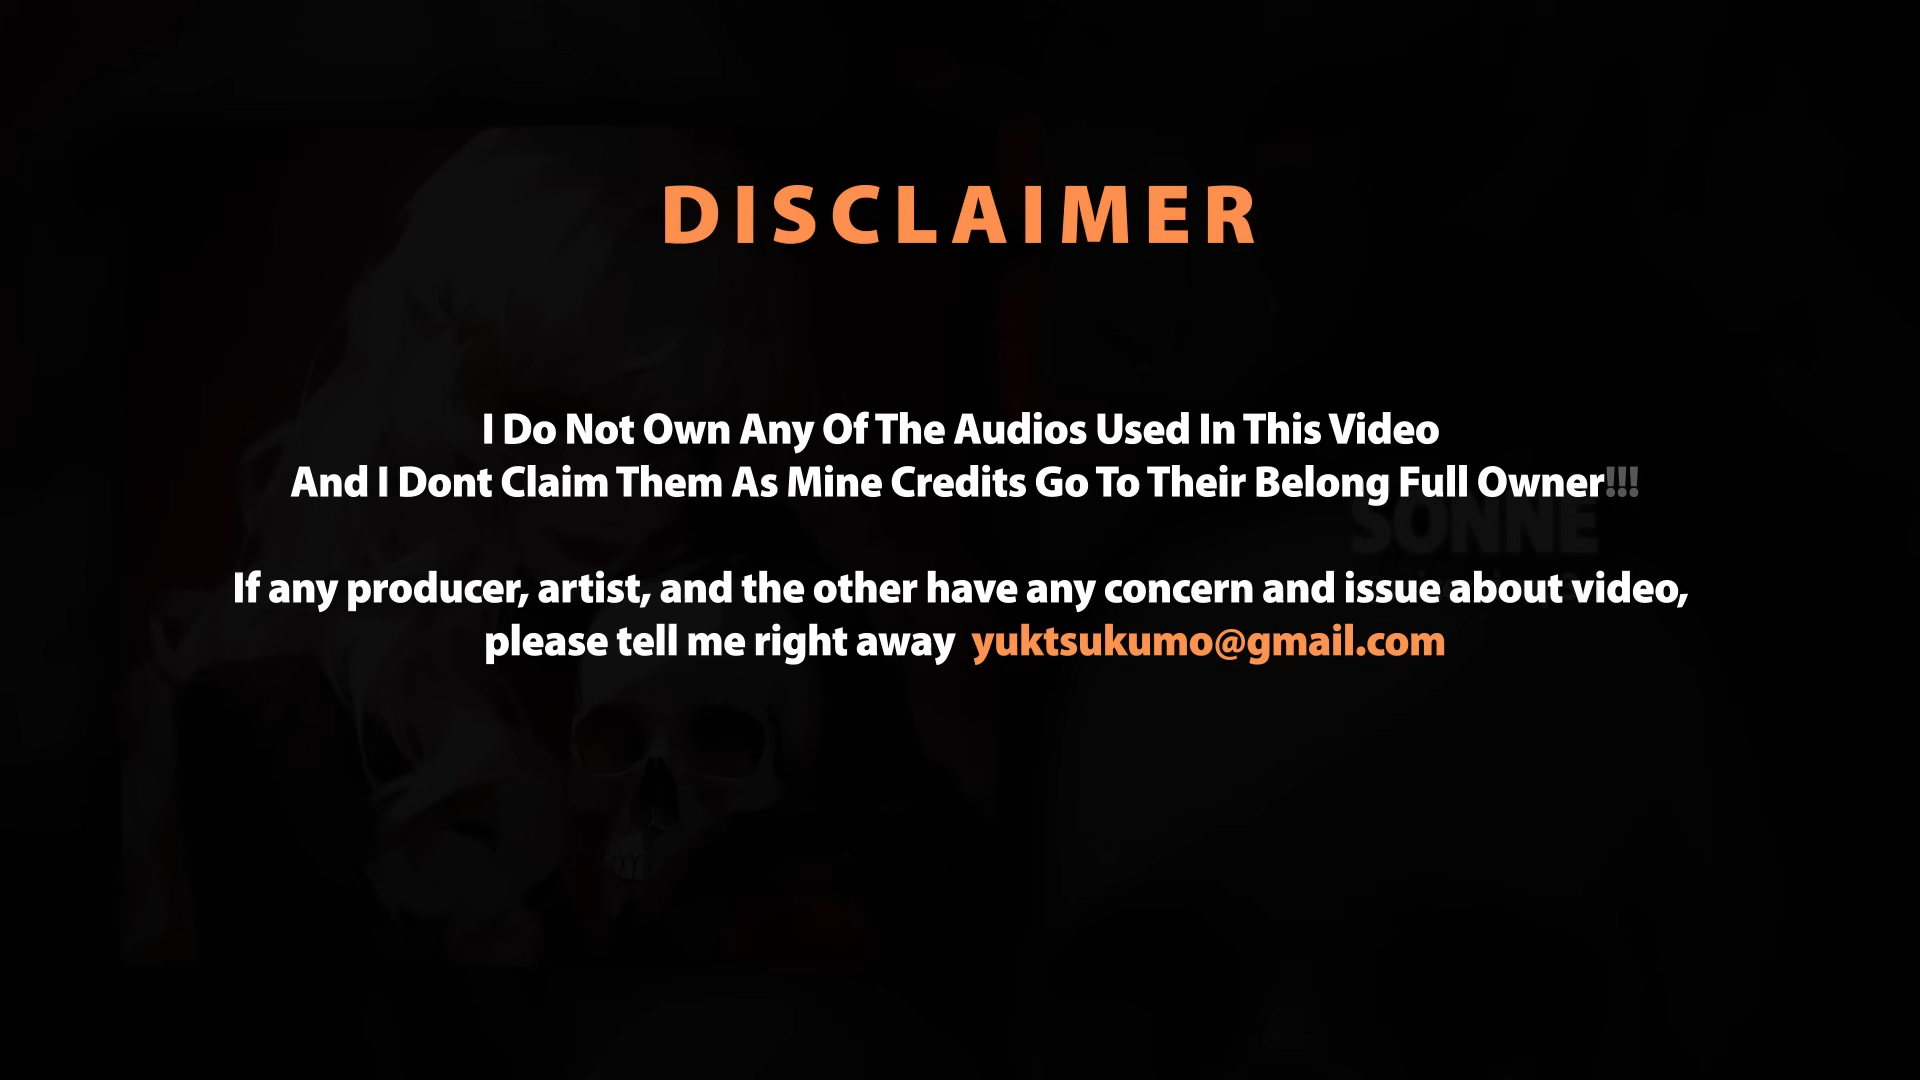 DISCLAIMER
I Do Not Own Any Of The Audios Used In This Video
And I Dont Claim Them As Mine Credits Go To Their Belong Full Owner!!!
SONNE
If any producer, artist, and the other have any concern and issue about video,
please tell me right away yuktsukumo@gmail.com